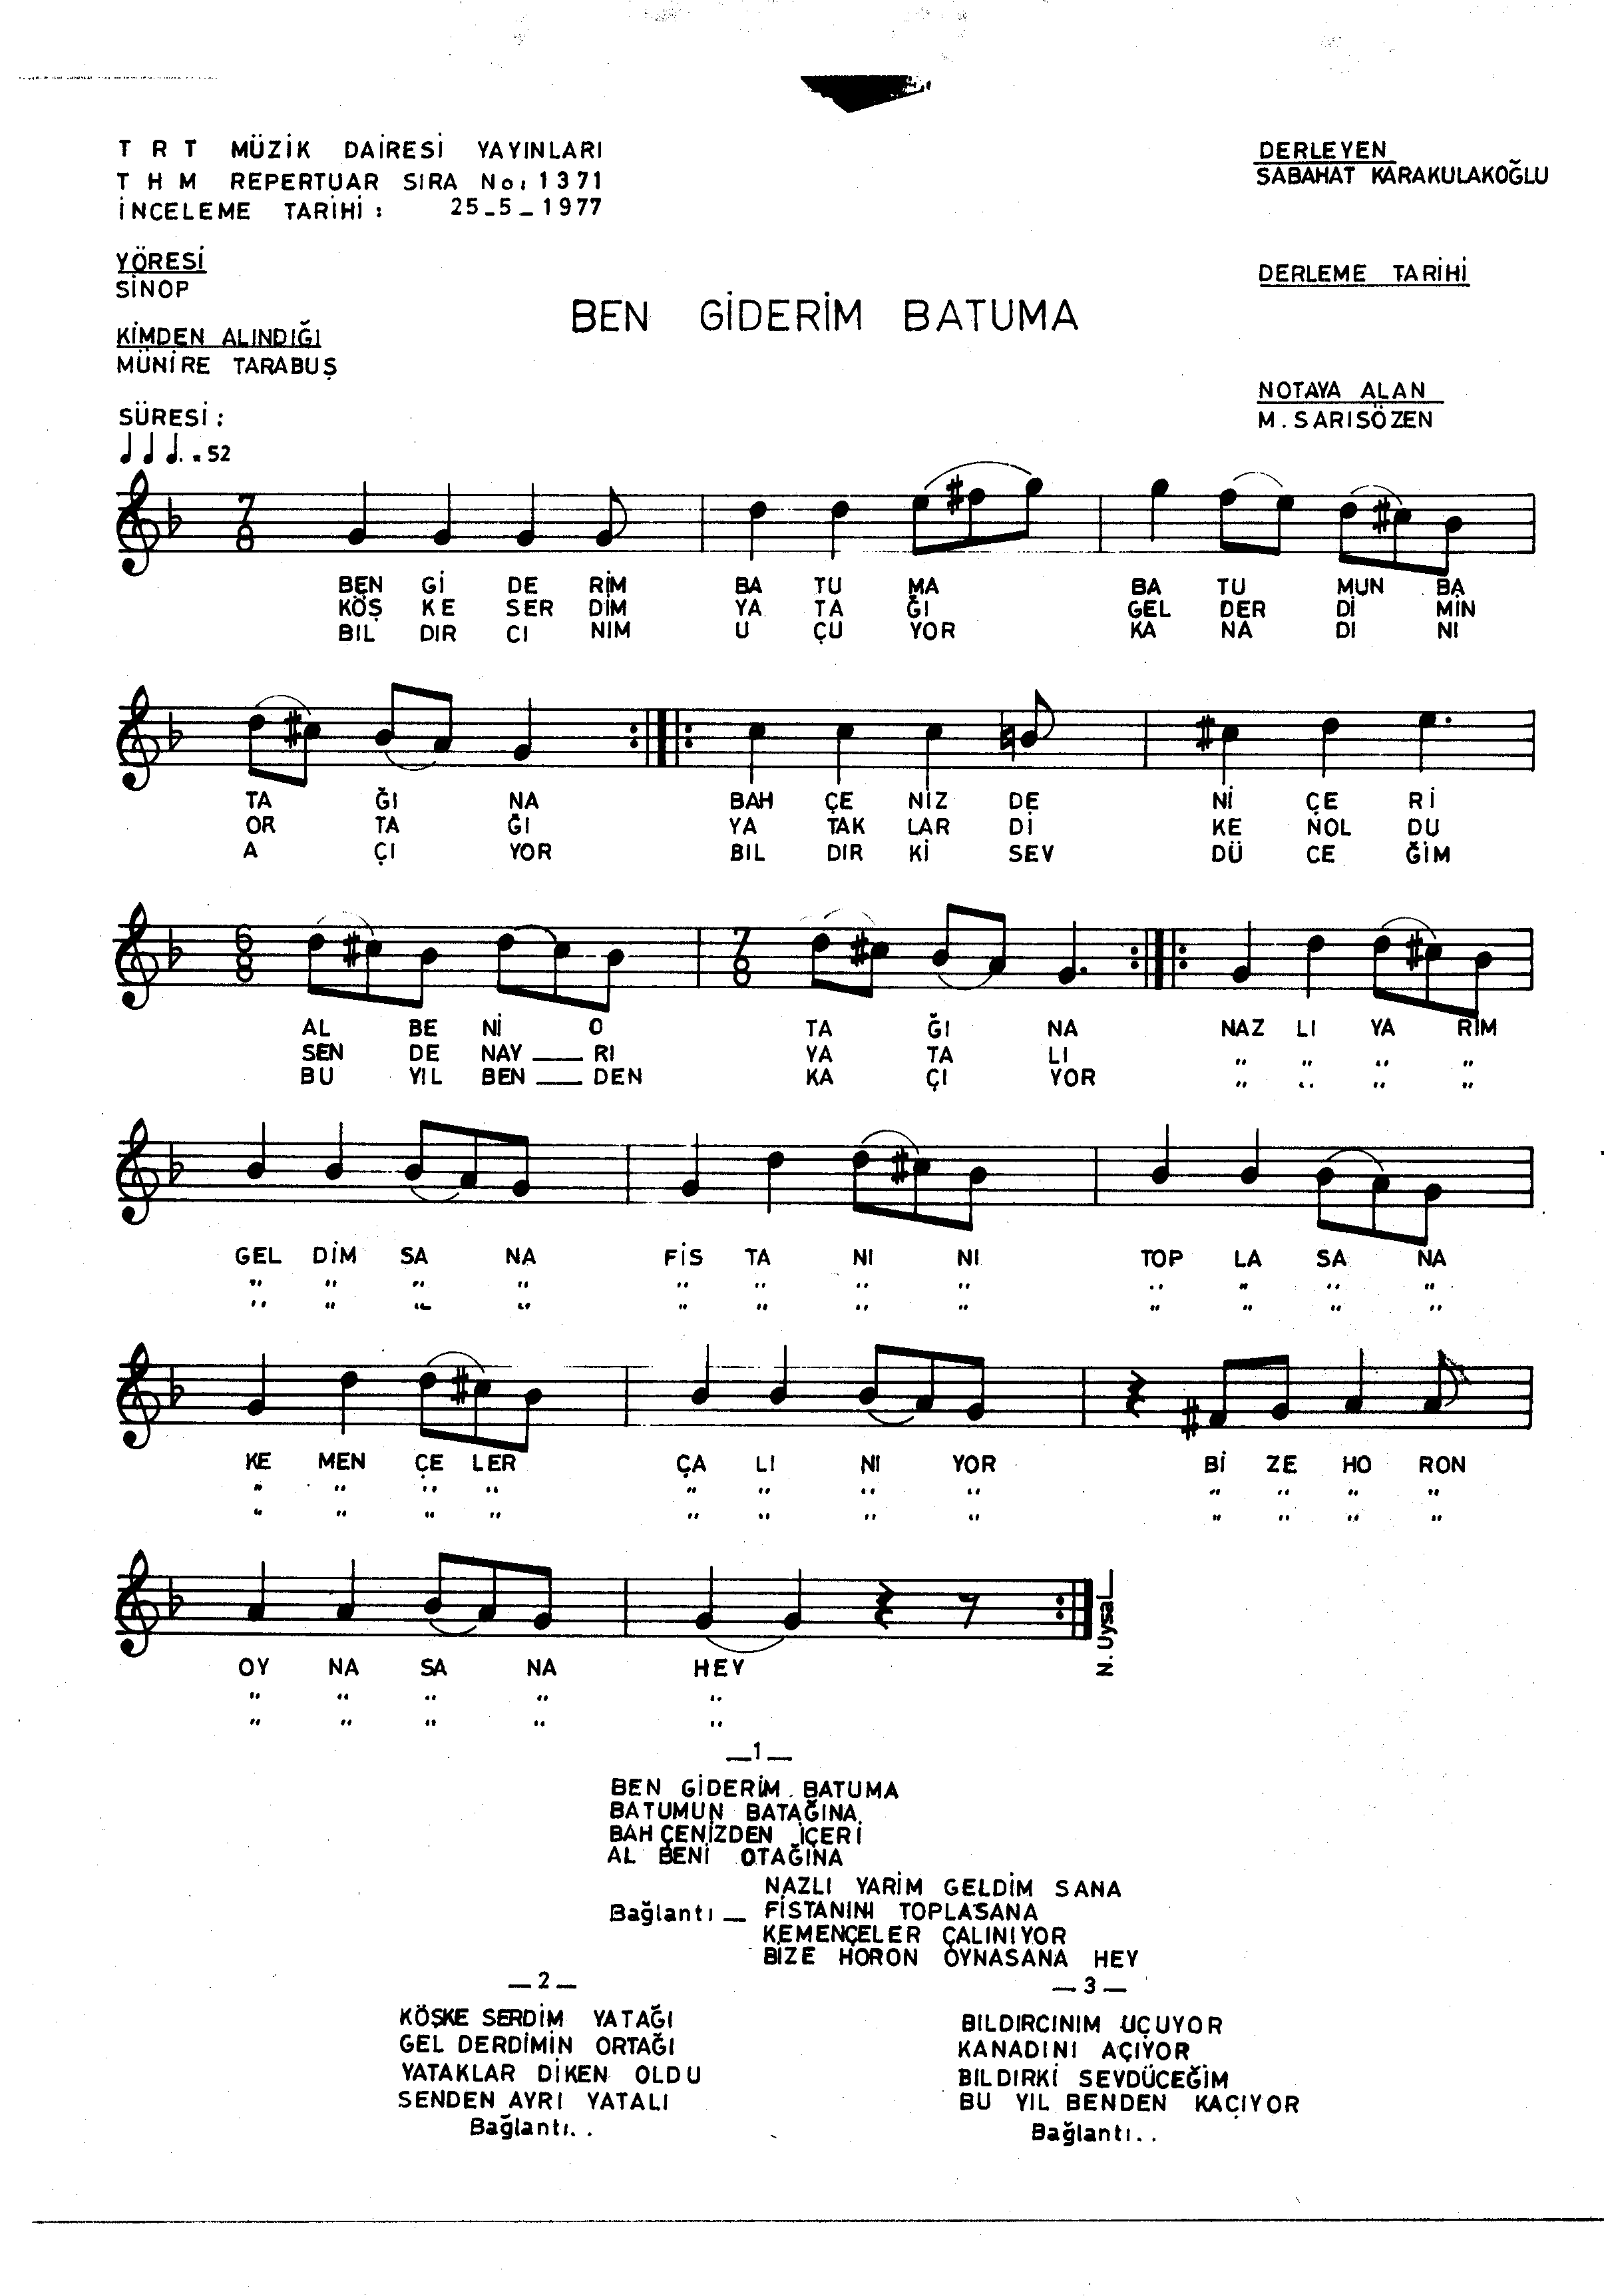 T R T MÜZİK DAİRESİ YAYINLARI
T H M REPERTUAR SIRA No: 1371
İNCELEME TARİHİ : 25_5_1977
DERLEYEN
SABAHAT KARAKULAKOĞLU
YÖRESİ
SİNOP
DERLEME TARİHİ
BEN GİDERİM BATUMA
KİMDEN ALINDIĞI
MÜNİRE TARABUŞ
NOTAYA ALAN
M. SARISÖZEN
SÜRESİ :
= 52
7 8
BEN Gİ DE RİM BA TU MA BA TU MUN BA
KÖŞ KE SER DİM YA TA ĞI GEL DER Dİ MİN
BIL DIR CI NIM U ÇU YOR KA NA DI NI
TA ĞI NA BAH ÇE NİZ DE Nİ ÇE Rİ
OR TA ĞI YA TAK LAR Dİ KE NOL DU
A ÇI YOR BIL DIR Kİ SEV DÜ CE ĞİM
6 8 7 8
AL BE Nİ O TA ĞI NA NAZ LI YA RİM
SEN DE NAY __ RI YA TA LI " " " "
BU YIL BEN __ DEN KA ÇI YOR " " " "
GEL DİM SA NA FİS TA NI NI TOP LA SA NA
" " " " " " " " " " " "
" " " " " " " " " " " "
KE MEN ÇE LER ÇA LI NI YOR Bİ ZE HO RON
" " " " " " " " " " " "
" " " " " " " " " " " "
OY NA SA NA HEY
" " " " "
" " " " "
N. Uysal
_1_
BEN GİDERİM BATUMA
BATUMUN BATAĞINA
BAHÇENİZDEN İÇERİ
AL BENİ OTAĞINA
NAZLI YARİM GELDİM SANA
Bağlantı _ FİSTANINI TOPLASANA
KEMENÇELER ÇALINIYOR
BİZE HORON OYNASANA HEY
_2_
KÖŞKE SERDİM YATAĞI
GEL DERDİMİN ORTAĞI
YATAKLAR DİKEN OLDU
SENDEN AYRI YATALI
Bağlantı..
_3_
BILDIRCINIM UÇUYOR
KANADINI AÇIYOR
BILDIRKİ SEVDÜCEĞİM
BU YIL BENDEN KAÇIYOR
Bağlantı..